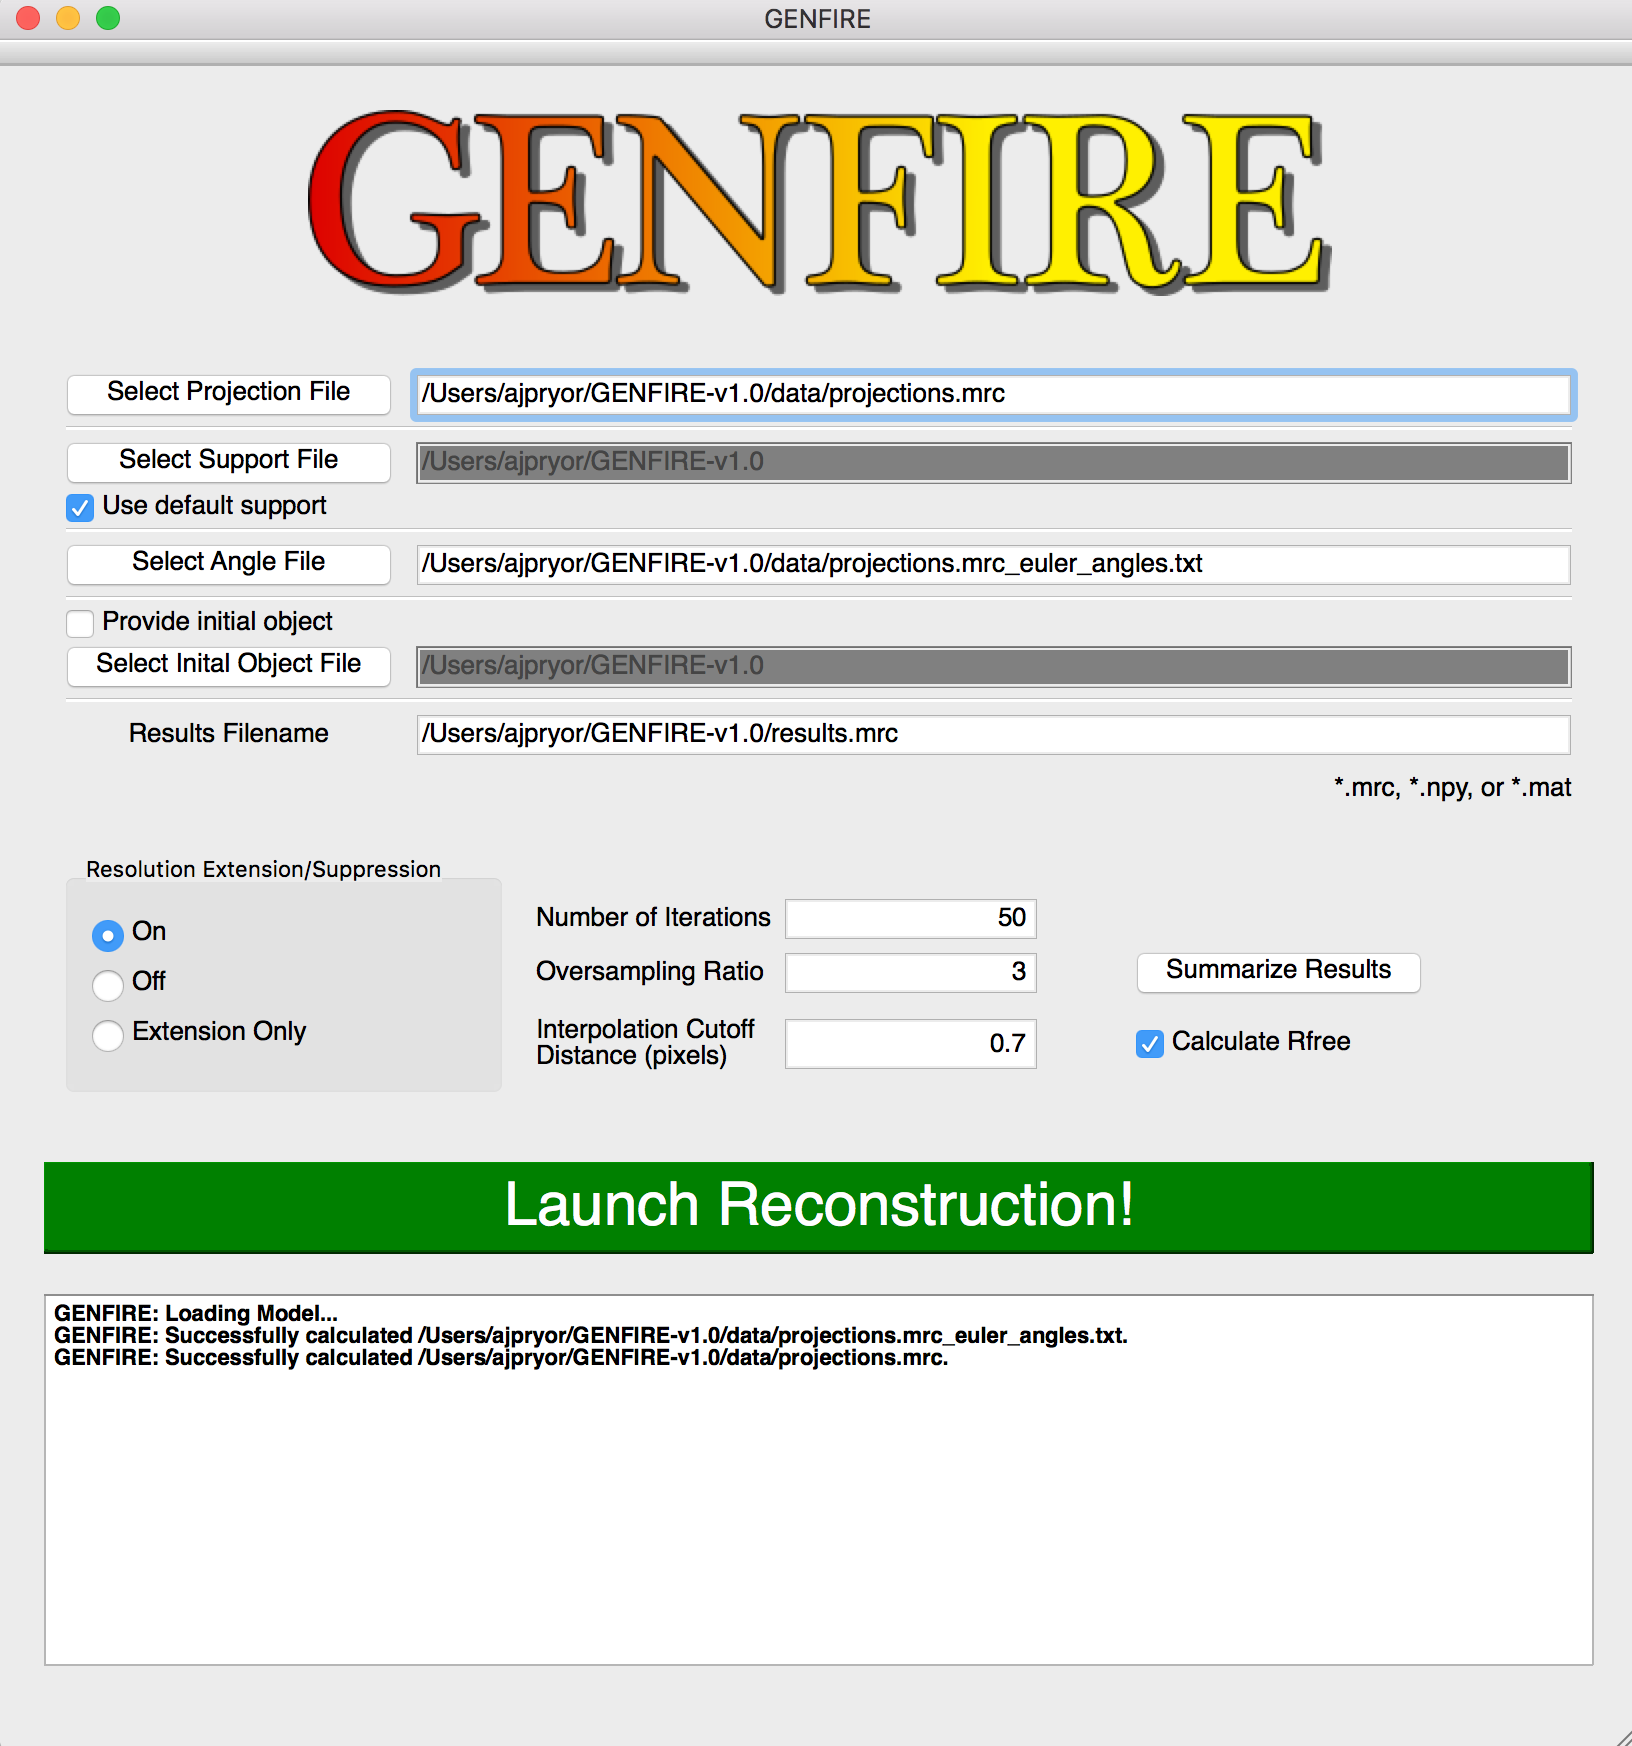 GENFIRE
GENFIRE
Select Projection File
/Users/ajpryor/GENFIRE-v1.0/data/projections.mrc
Select Support File
/Users/ajpryor/GENFIRE-v1.0
Use default support
Select Angle File
/Users/ajpryor/GENFIRE-v1.0/data/projections.mrc_euler_angles.txt
Provide initial object
Select Inital Object File
/Users/ajpryor/GENFIRE-v1.0
Results Filename
/Users/ajpryor/GENFIRE-v1.0/results.mrc
*.mrc, *.npy, or *.mat
Resolution Extension/Suppression
On
Off
Extension Only
Number of Iterations
50
Oversampling Ratio
3
Interpolation Cutoff
Distance (pixels)
0.7
Summarize Results
Calculate Rfree
Launch Reconstruction!
GENFIRE: Loading Model...
GENFIRE: Successfully calculated /Users/ajpryor/GENFIRE-v1.0/data/projections.mrc_euler_angles.txt.
GENFIRE: Successfully calculated /Users/ajpryor/GENFIRE-v1.0/data/projections.mrc.